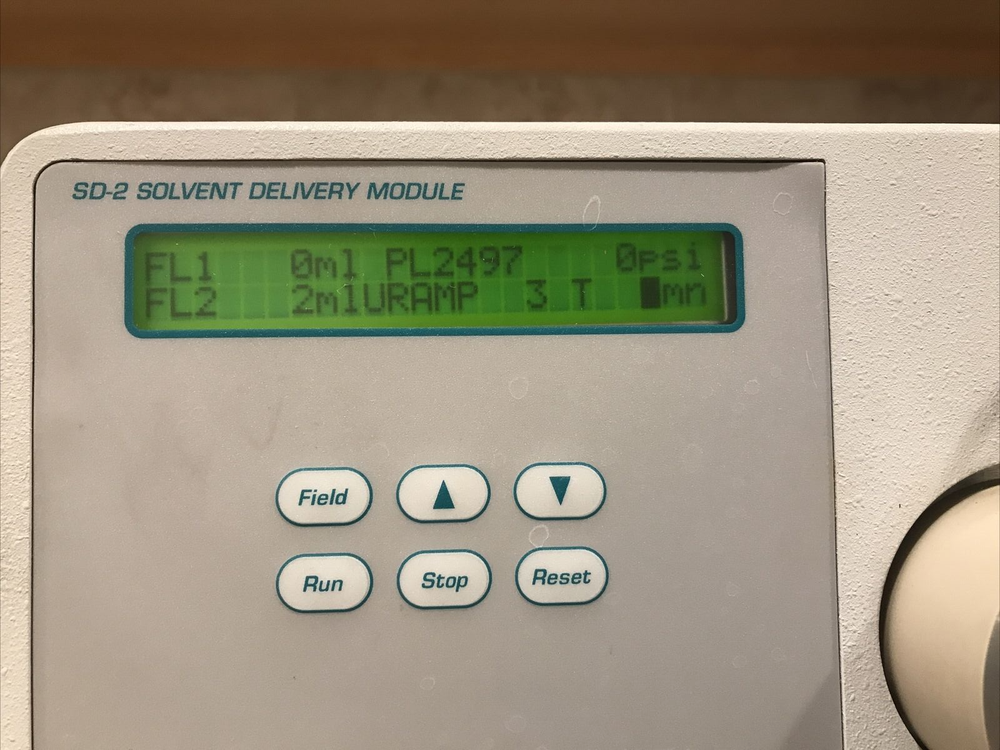 SD-2 SOLVENT DELIVERY MODULE
FL1 0ml PL2497 0psi
FL2 2mlURAMP 3 T mn
Field
Run Stop Reset